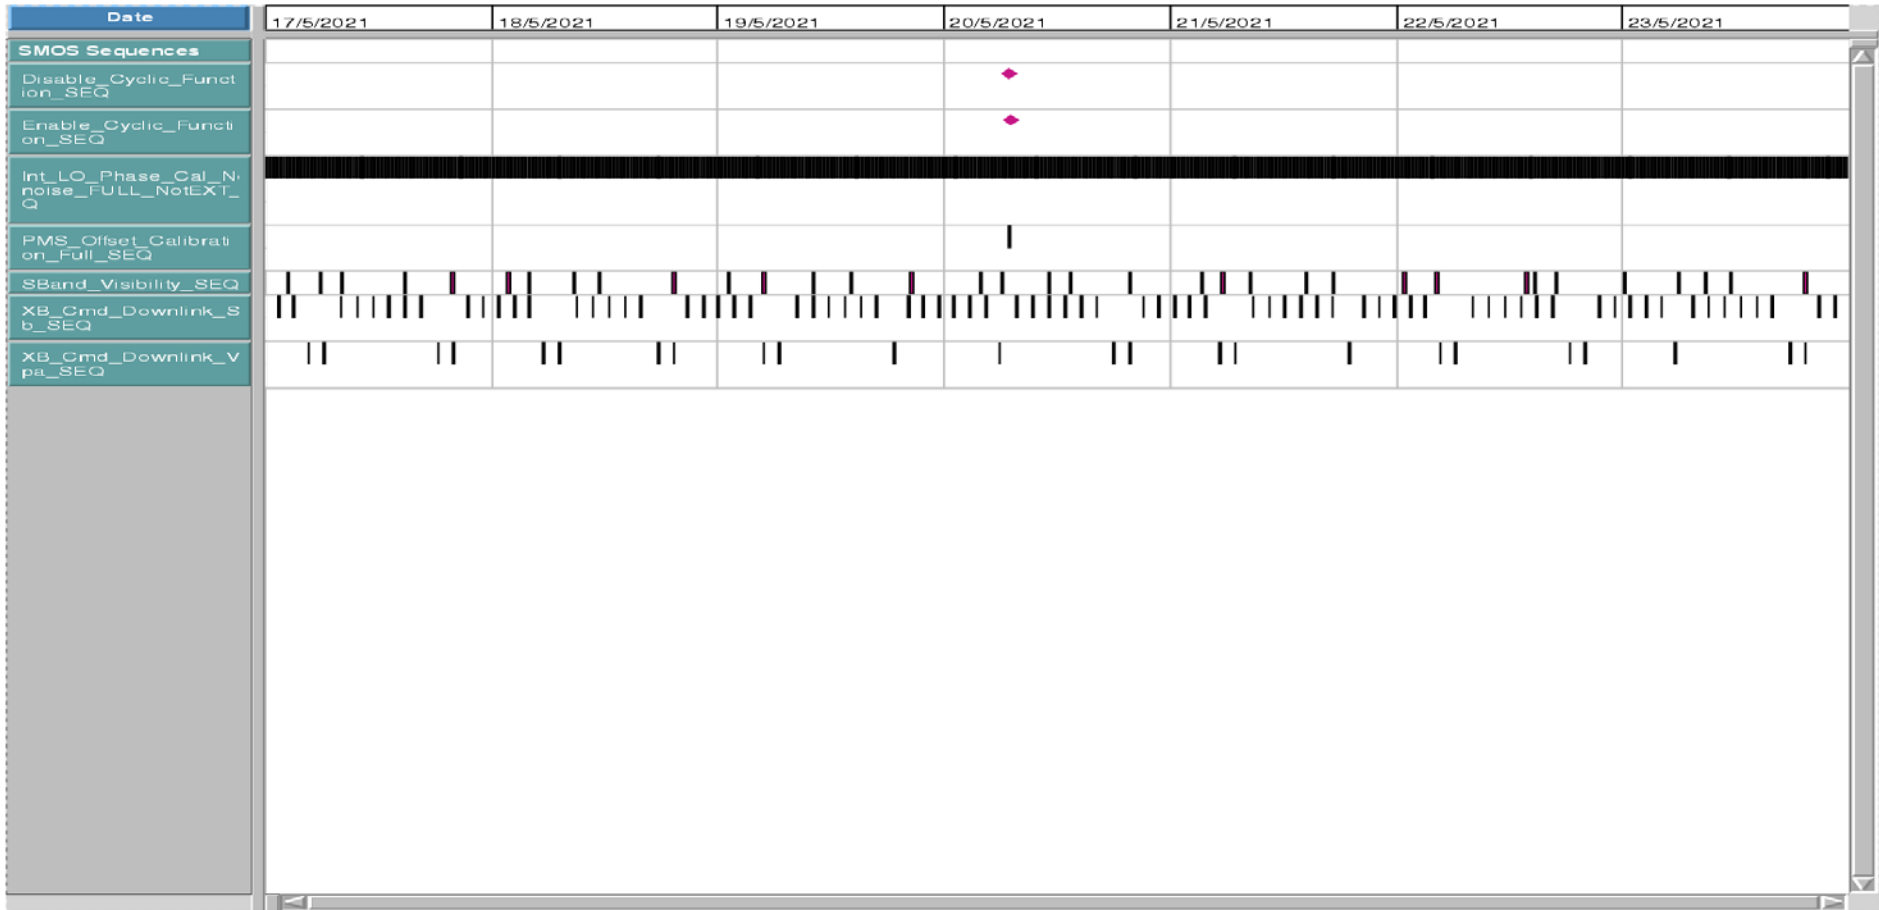 Date
17/5/2021 18/5/2021 19/5/2021 20/5/2021 21/5/2021 22/5/2021 23/5/2021
SMOS Sequences
Disable_Cyclic_Funct
ion_SEQ
Enable_Cyclic_Functi
on_SEQ
Int_LO_Phase_Cal_N
noise_FULL_NotEXT_
Q
PMS_Offset_Calibrati
on_Full_SEQ
SBand_Visibility_SEQ
XB_Cmd_Downlink_S
b_SEQ
XB_Cmd_Downlink_V
pa_SEQ